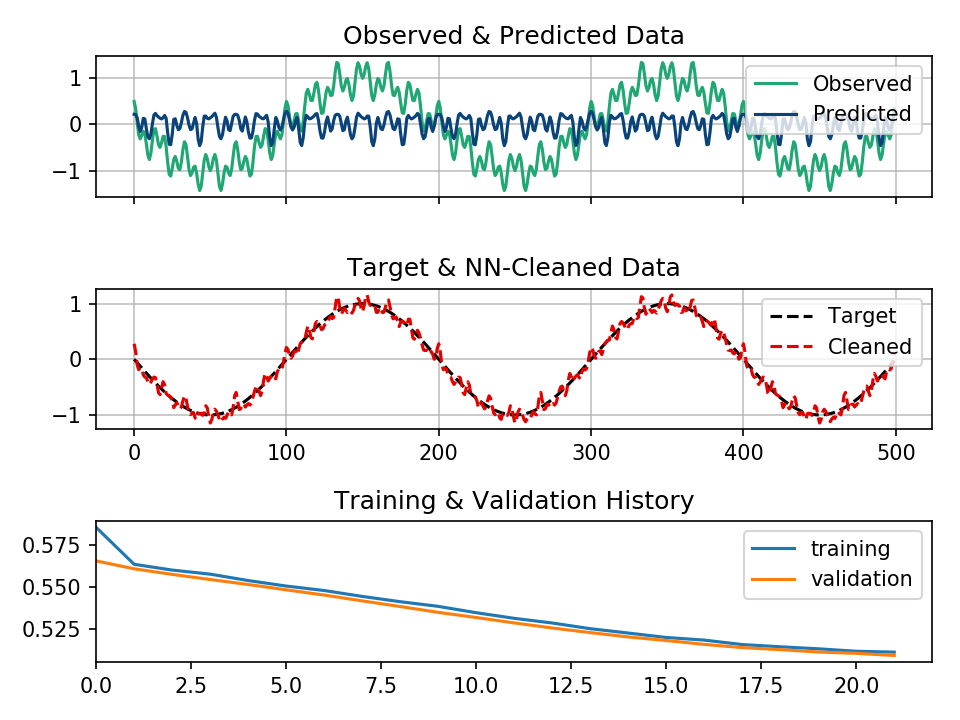 Observed & Predicted Data
1
0
−1
Observed
Predicted
Target & NN-Cleaned Data
1
0
−1
Target
Cleaned
0 100 200 300 400 500
Training & Validation History
0.575
0.550
0.525
training
validation
0.0 2.5 5.0 7.5 10.0 12.5 15.0 17.5 20.0